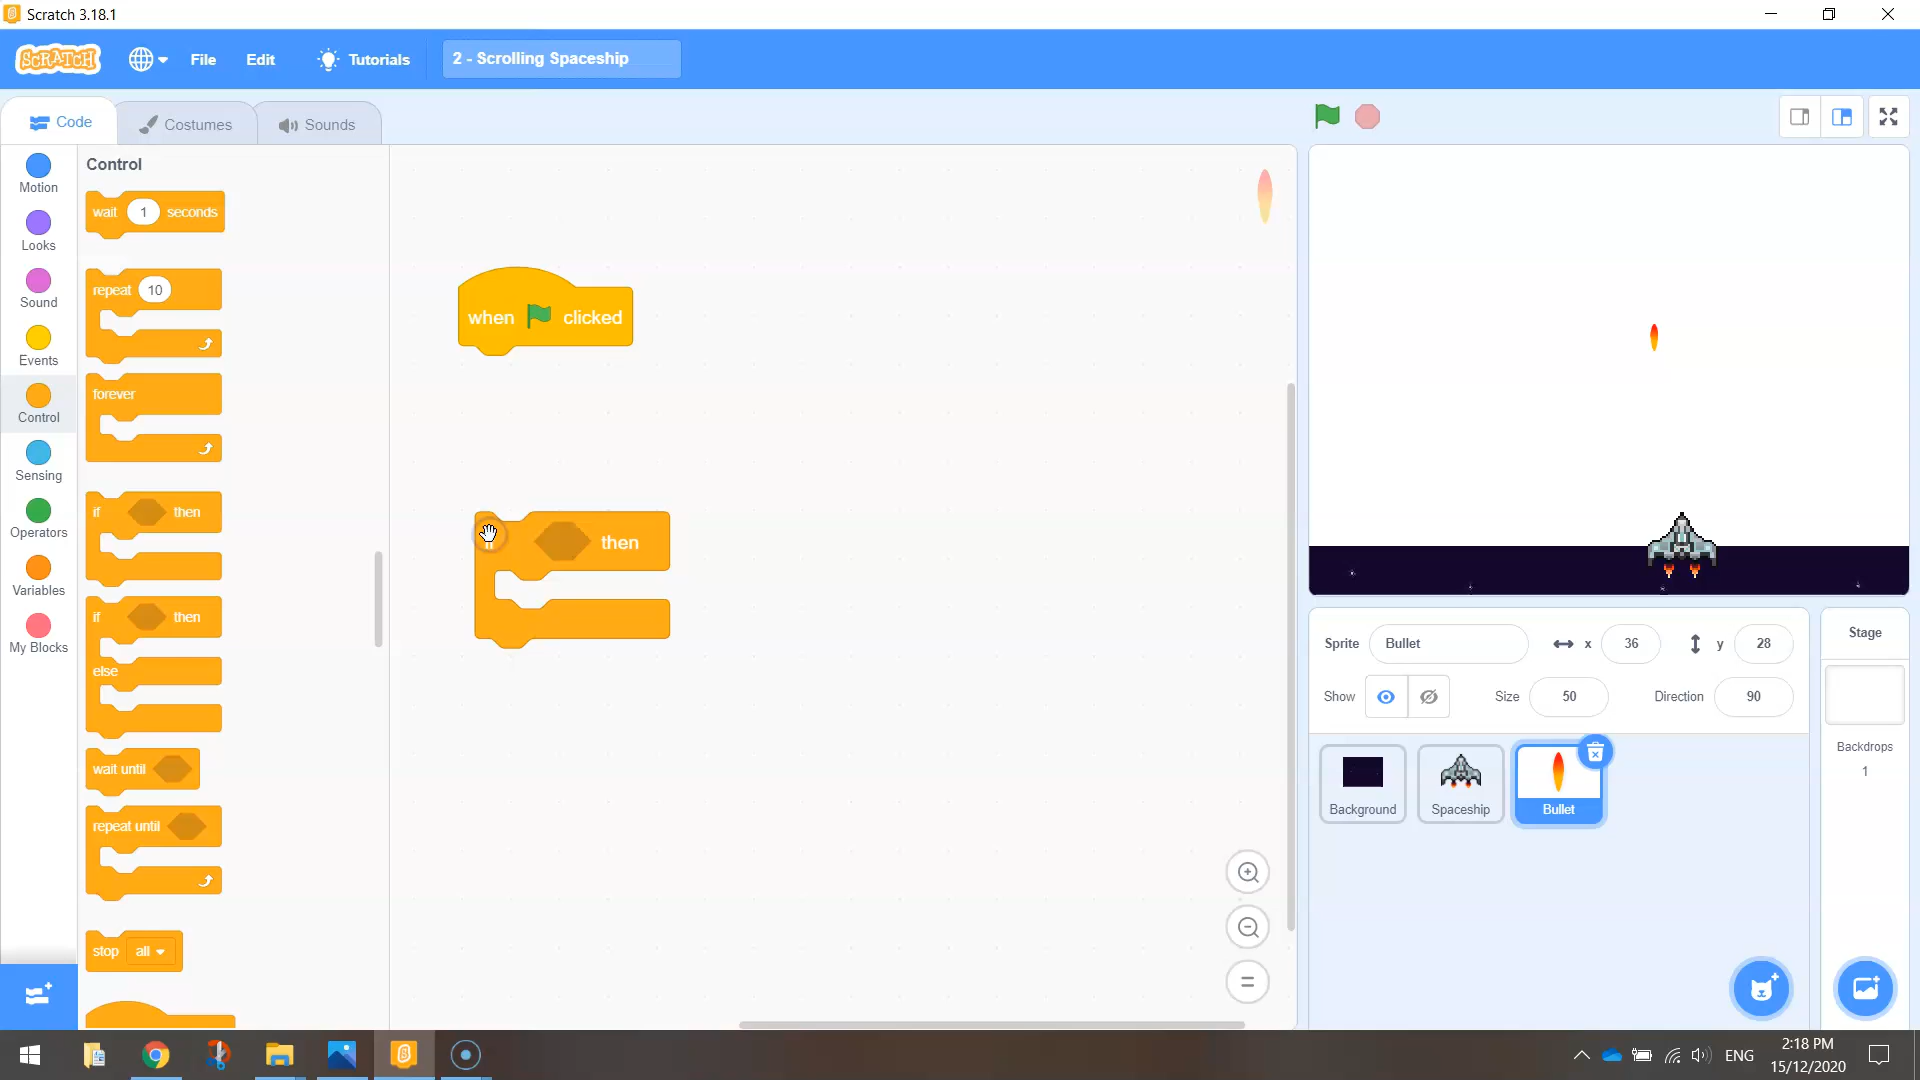 Scratch 3.18.1
SCRATCH
File
Edit
Tutorials
2 - Scrolling Spaceship
Code
Costumes
Sounds
Motion
Looks
Sound
Events
Control
Sensing
Operators
Variables
My Blocks
Control
wait 1 seconds
repeat 10
forever
if then
if then
else
wait until
repeat until
stop all
when clicked
then
Sprite Bullet x 36 y 28
Show Size 50 Direction 90
Background
Spaceship
Bullet
Stage
Backdrops
1
ENG
2:18 PM
15/12/2020